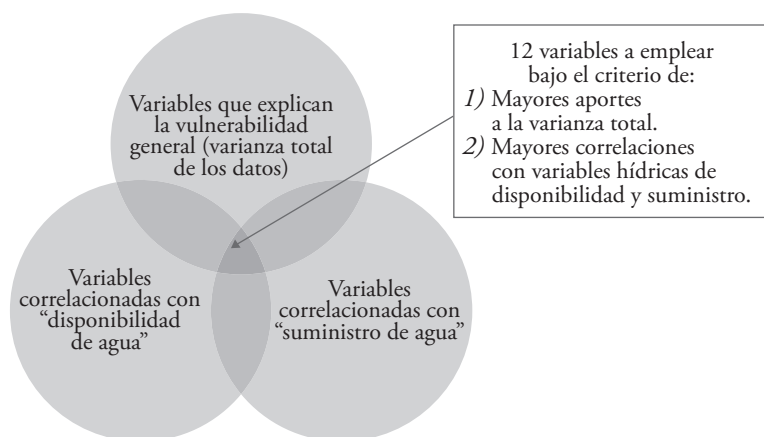 Variables que explican
la vulnerabilidad
general (varianza total
de los datos)
12 variables a emplear
bajo el criterio de:
1) Mayores aportes
a la varianza total.
2) Mayores correlaciones
con variables hídricas de
disponibilidad y suministro.
Variables
correlacionadas con
“disponibilidad
de agua”
Variables
correlacionadas con
“suministro de agua”